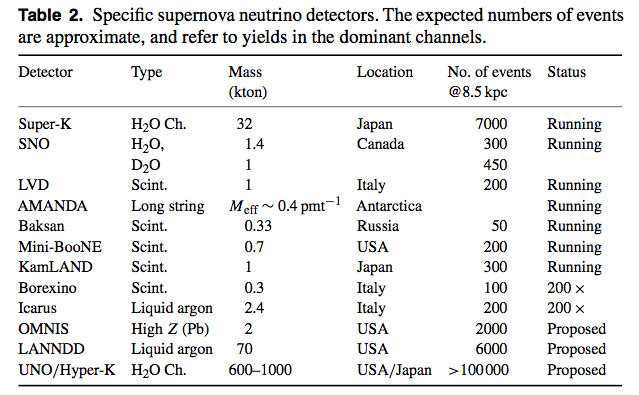 Table 2. Specific supernova neutrino detectors. The expected numbers of events
are approximate, and refer to yields in the dominant channels.
Detector Type Mass Location No. of events Status
(kton) @8.5 kpc
Super-K H2O Ch. 32 Japan 7000 Running
SNO H2O, 1.4 Canada 300 Running
D2O 1 450
LVD Scint. 1 Italy 200 Running
AMANDA Long string Meff ~ 0.4 pmt−1 Antarctica Running
Baksan Scint. 0.33 Russia 50 Running
Mini-BooNE Scint. 0.7 USA 200 Running
KamLAND Scint. 1 Japan 300 Running
Borexino Scint. 0.3 Italy 100 200 ×
Icarus Liquid argon 2.4 Italy 200 200 ×
OMNIS High Z (Pb) 2 USA 2000 Proposed
LANNDD Liquid argon 70 USA 6000 Proposed
UNO/Hyper-K H2O Ch. 600–1000 USA/Japan >100 000 Proposed